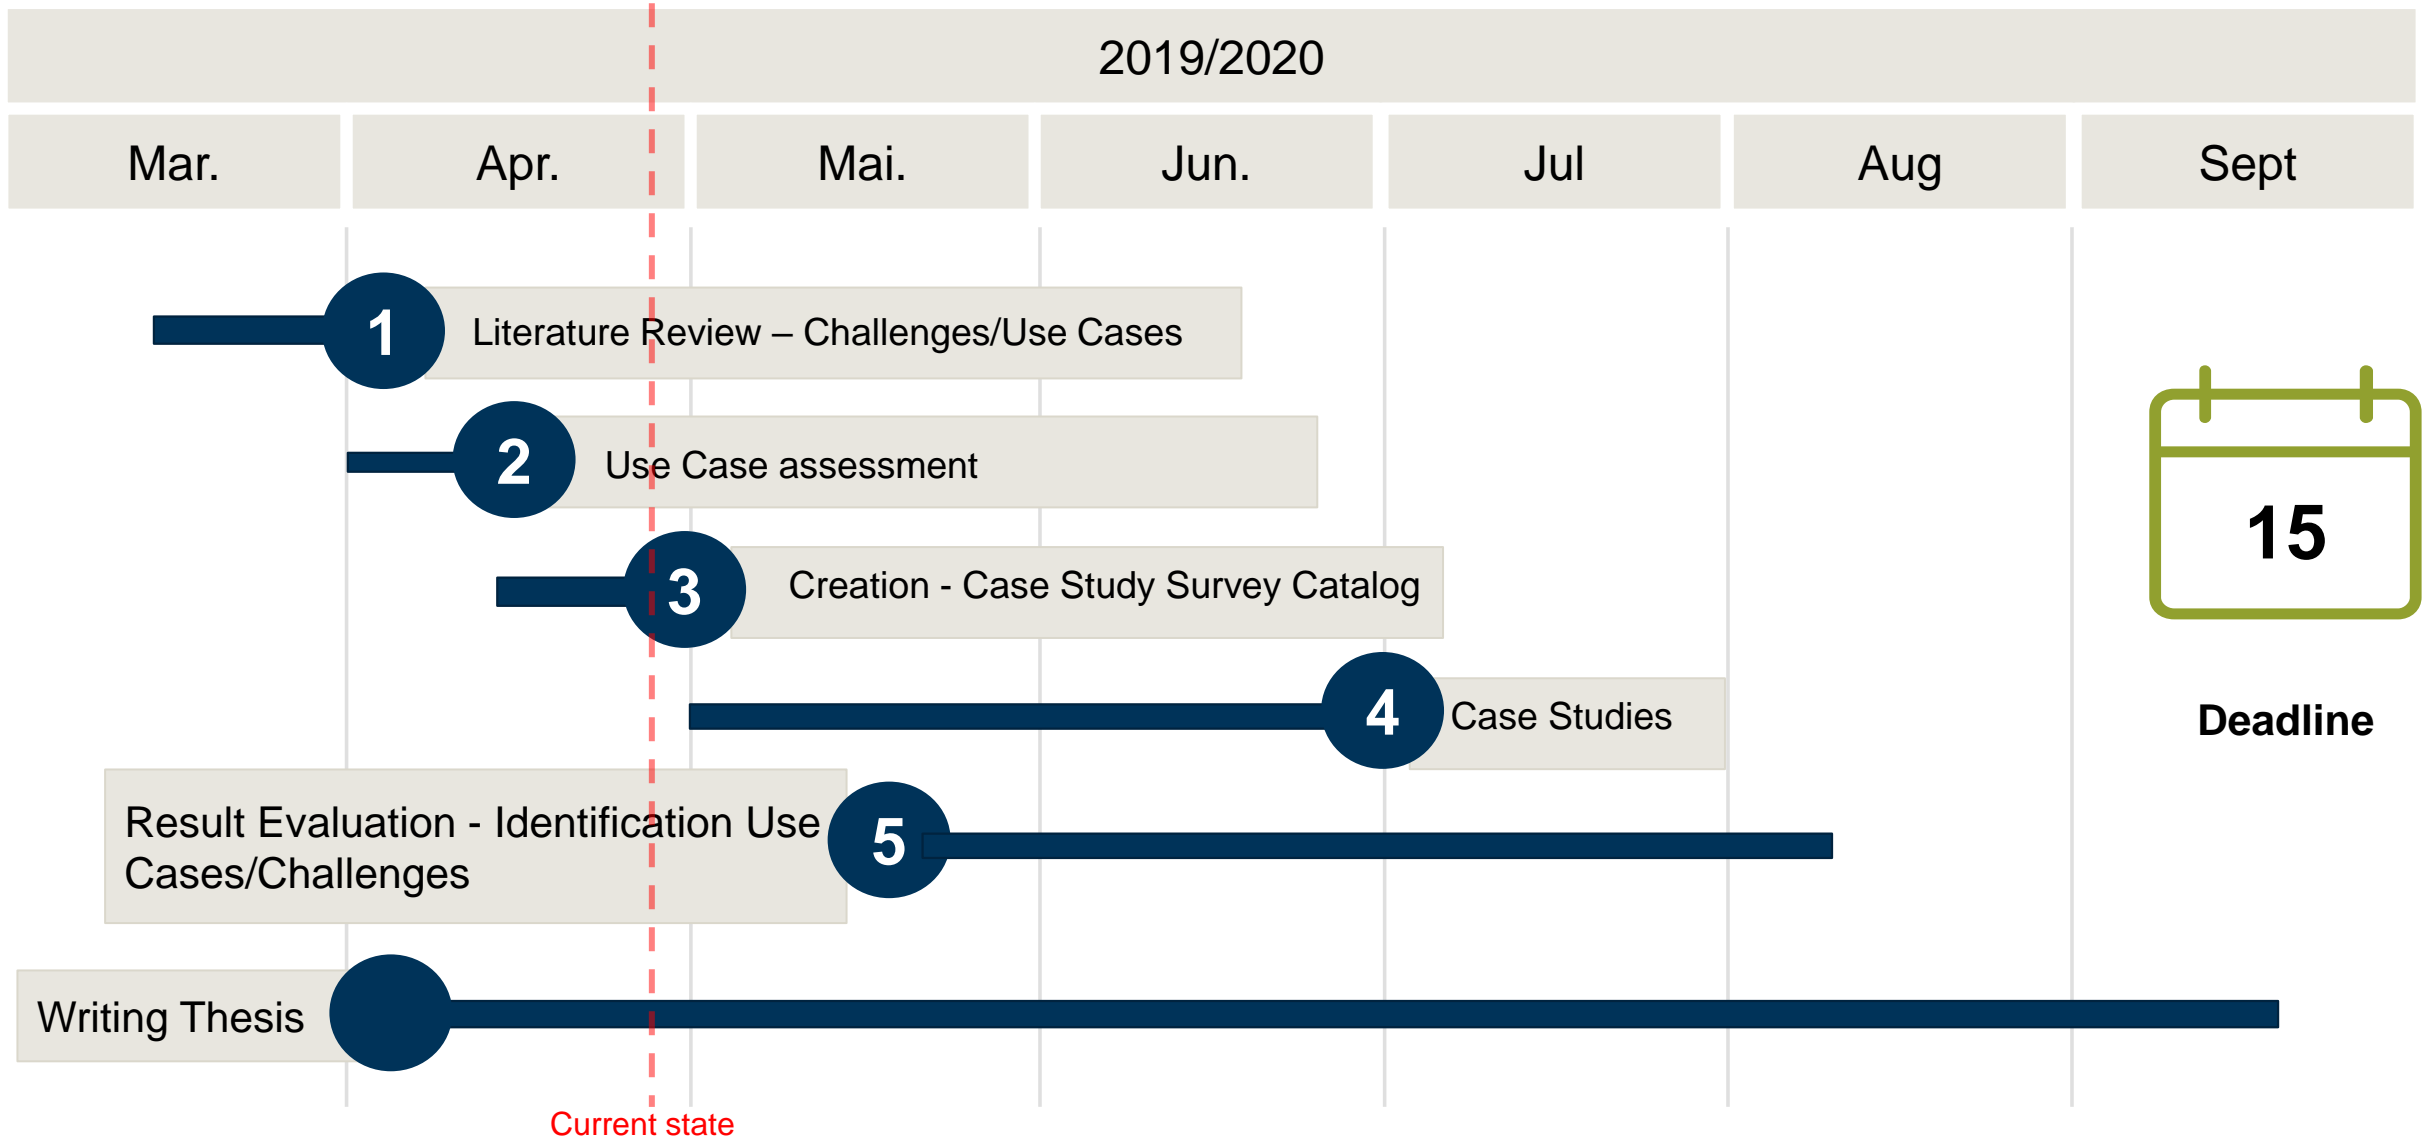 2019/2020
Mar.
Apr.
Mai.
Jun.
Jul
Aug
Sept
1
Literature Review – Challenges/Use Cases
2
Use Case assessment
3
Creation - Case Study Survey Catalog
15
4
Case Studies
Deadline
Result Evaluation - Identification Use
Cases/Challenges
5
Writing Thesis
Current state